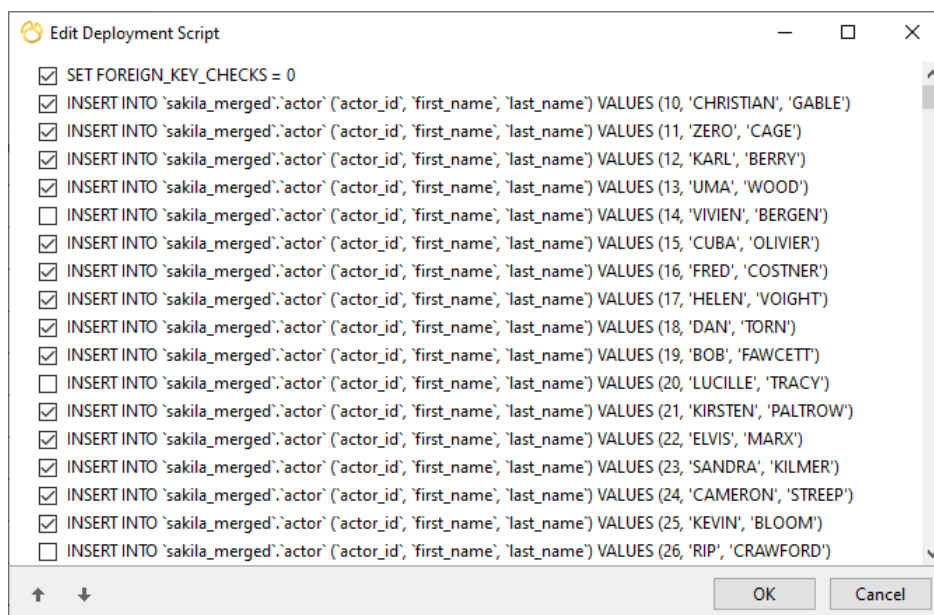 Edit Deployment Script
SET FOREIGN_KEY_CHECKS = 0
INSERT INTO `sakila_merged`.`actor` (`actor_id`, `first_name`, `last_name`) VALUES (10, 'CHRISTIAN', 'GABLE')
INSERT INTO `sakila_merged`.`actor` (`actor_id`, `first_name`, `last_name`) VALUES (11, 'ZERO', 'CAGE')
INSERT INTO `sakila_merged`.`actor` (`actor_id`, `first_name`, `last_name`) VALUES (12, 'KARL', 'BERRY')
INSERT INTO `sakila_merged`.`actor` (`actor_id`, `first_name`, `last_name`) VALUES (13, 'UMA', 'WOOD')
INSERT INTO `sakila_merged`.`actor` (`actor_id`, `first_name`, `last_name`) VALUES (14, 'VIVIEN', 'BERGEN')
INSERT INTO `sakila_merged`.`actor` (`actor_id`, `first_name`, `last_name`) VALUES (15, 'CUBA', 'OLIVIER')
INSERT INTO `sakila_merged`.`actor` (`actor_id`, `first_name`, `last_name`) VALUES (16, 'FRED', 'COSTNER')
INSERT INTO `sakila_merged`.`actor` (`actor_id`, `first_name`, `last_name`) VALUES (17, 'HELEN', 'VOIGHT')
INSERT INTO `sakila_merged`.`actor` (`actor_id`, `first_name`, `last_name`) VALUES (18, 'DAN', 'TORN')
INSERT INTO `sakila_merged`.`actor` (`actor_id`, `first_name`, `last_name`) VALUES (19, 'BOB', 'FAWCETT')
INSERT INTO `sakila_merged`.`actor` (`actor_id`, `first_name`, `last_name`) VALUES (20, 'LUCILLE', 'TRACY')
INSERT INTO `sakila_merged`.`actor` (`actor_id`, `first_name`, `last_name`) VALUES (21, 'KIRSTEN', 'PALTROW')
INSERT INTO `sakila_merged`.`actor` (`actor_id`, `first_name`, `last_name`) VALUES (22, 'ELVIS', 'MARX')
INSERT INTO `sakila_merged`.`actor` (`actor_id`, `first_name`, `last_name`) VALUES (23, 'SANDRA', 'KILMER')
INSERT INTO `sakila_merged`.`actor` (`actor_id`, `first_name`, `last_name`) VALUES (24, 'CAMERON', 'STREEP')
INSERT INTO `sakila_merged`.`actor` (`actor_id`, `first_name`, `last_name`) VALUES (25, 'KEVIN', 'BLOOM')
INSERT INTO `sakila_merged`.`actor` (`actor_id`, `first_name`, `last_name`) VALUES (26, 'RIP', 'CRAWFORD')
OK Cancel